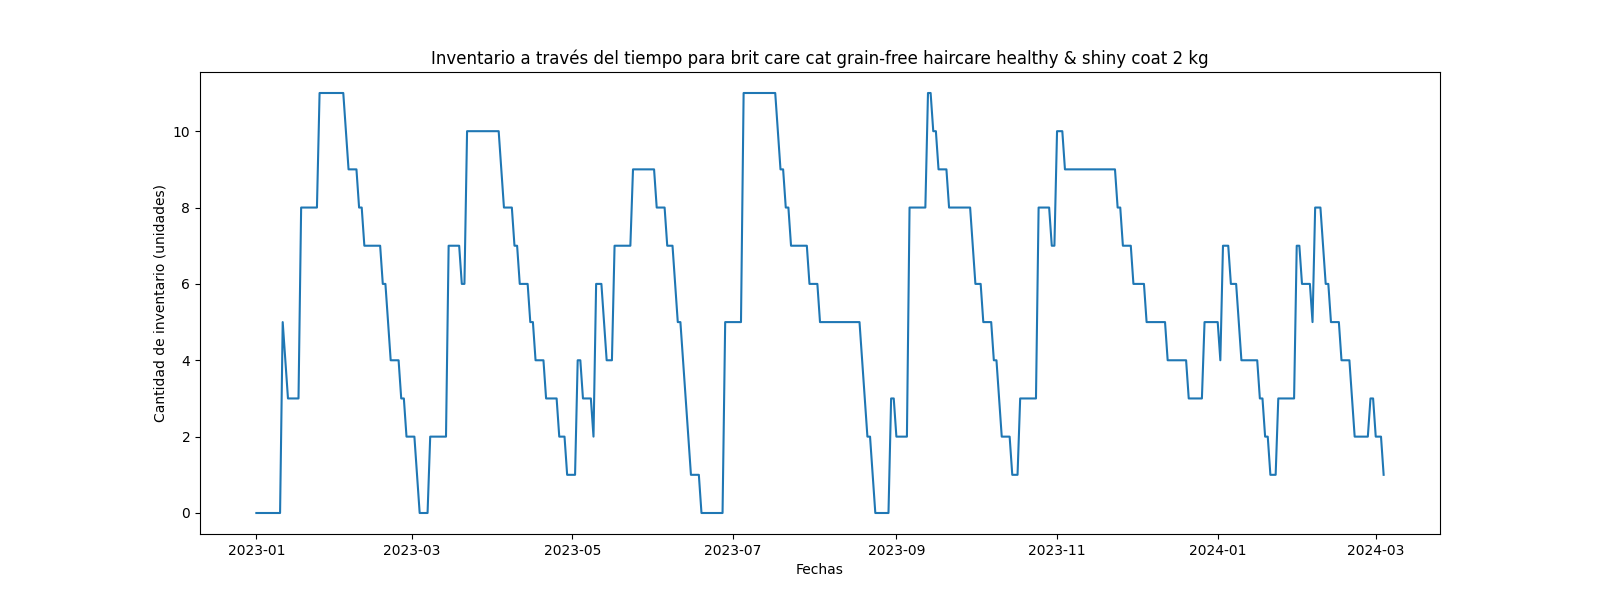 Inventario a través del tiempo para brit care cat grain-free haircare healthy & shiny coat 2 kg
Cantidad de inventario (unidades)
10
8
6
4
2
0
2023-01 2023-03 2023-05 2023-07 2023-09 2023-11 2024-01 2024-03
Fechas